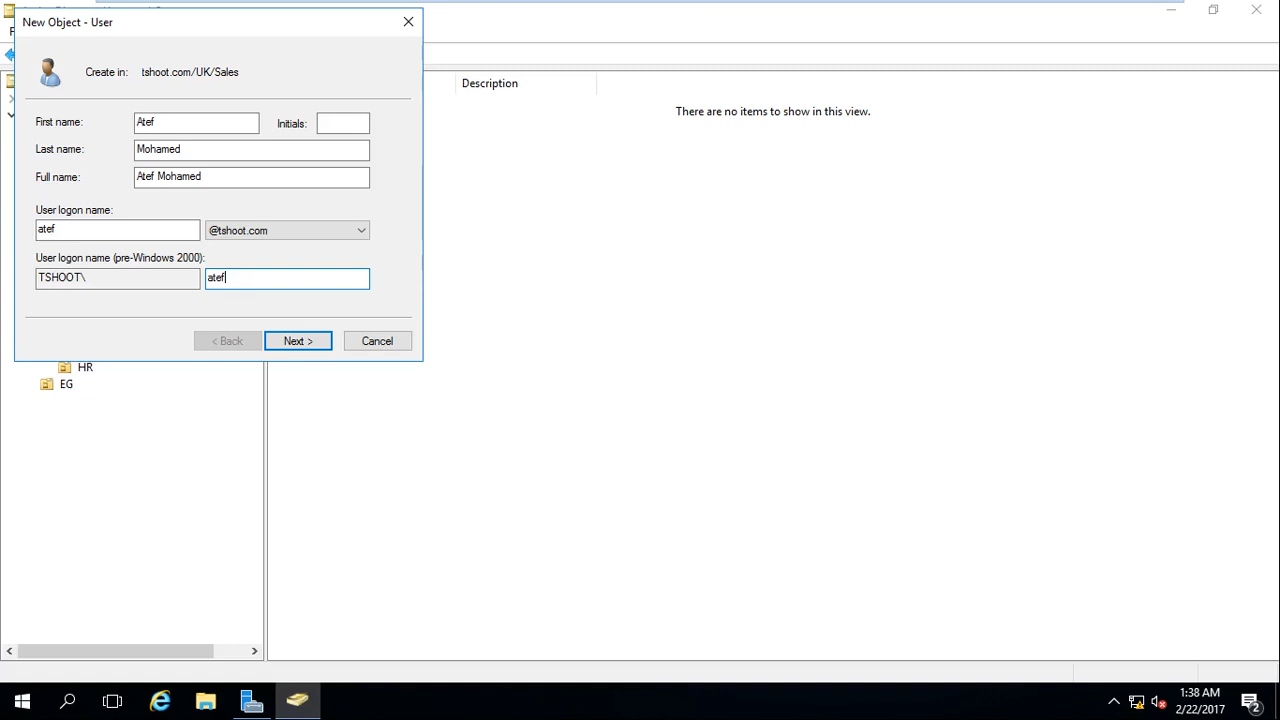 New Object - User
Create in: tshoot.com/UK/Sales
First name: Atef Initials:
Last name: Mohamed
Full name: Atef Mohamed
User logon name:
atef @tshoot.com
User logon name (pre-Windows 2000):
TSHOOT\ atef
< Back Next > Cancel
Description
There are no items to show in this view.
HR
EG
1:38 AM
2/22/2017
2